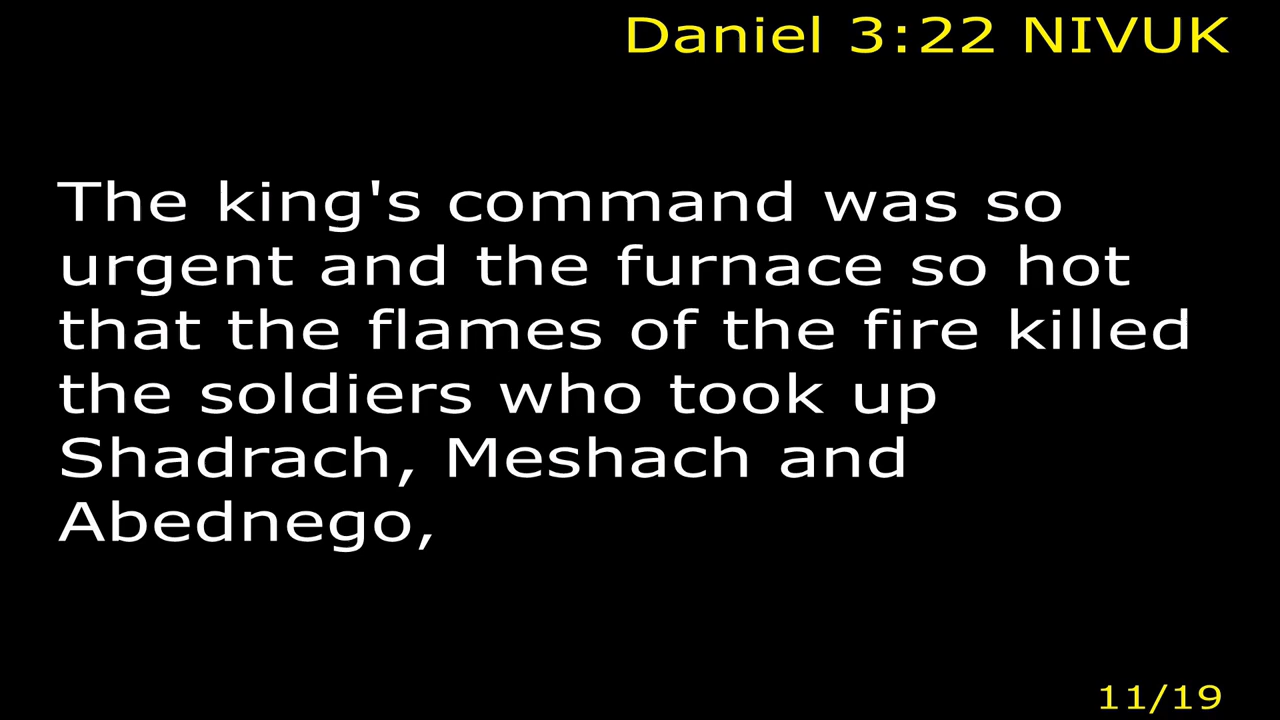 Daniel 3:22 NIVUK
The king's command was so
urgent and the furnace so hot
that the flames of the fire killed
the soldiers who took up
Shadrach, Meshach and
Abednego,
11/19